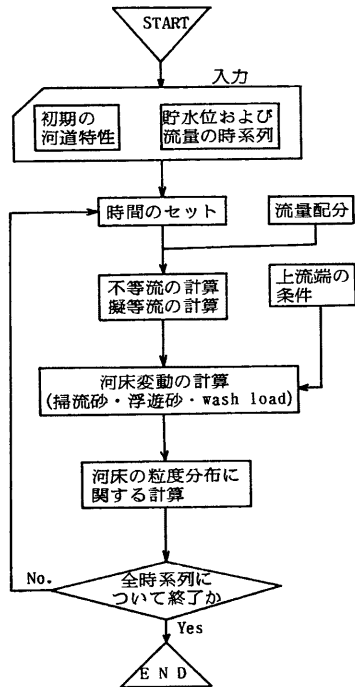 START
入力
初期の
河道特性
貯水位および
流量の時系列
時間のセット
流量配分
不等流の計算
擬等流の計算
上流端の
条件
河床変動の計算
(掃流砂・浮遊砂・wash load)
河床の粒度分布に
関する計算
No.
全時系列に
ついて終了か
Yes
E N D